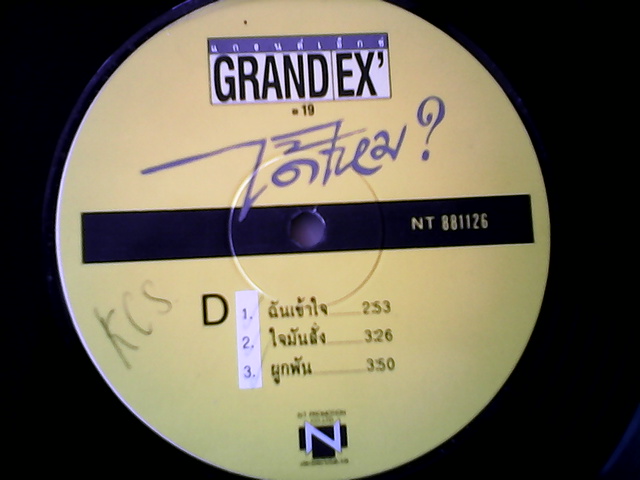 แกรนด์เอ็กซ์
GRAND EX'
= 19
ได้ไหม?
NT 881126
KCS
D
1. ฉันเข้าใจ 2:53
2. ใจมันสั่ง 3:26
3. ผูกพัน 3:50
NT PROMOTION
N